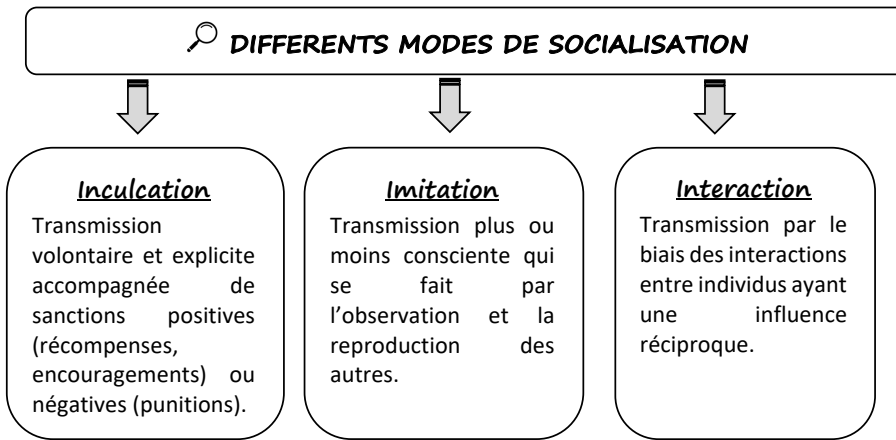 DIFFERENTS MODES DE SOCIALISATION
Inculcation
Transmission
volontaire et explicite
accompagnée de
sanctions positives
(récompenses,
encouragements) ou
négatives (punitions).
Imitation
Transmission plus ou
moins consciente qui
se fait par
l’observation et la
reproduction des
autres.
Interaction
Transmission par le
biais des interactions
entre individus ayant
une influence
réciproque.